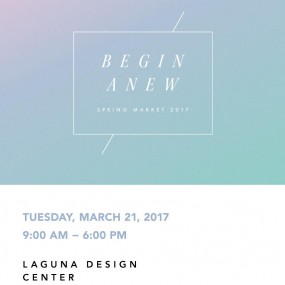 BEGIN
ANEW
SPRING MARKET 2017
TUESDAY, MARCH 21, 2017
9:00 AM – 6:00 PM
LAGUNA DESIGN
CENTER